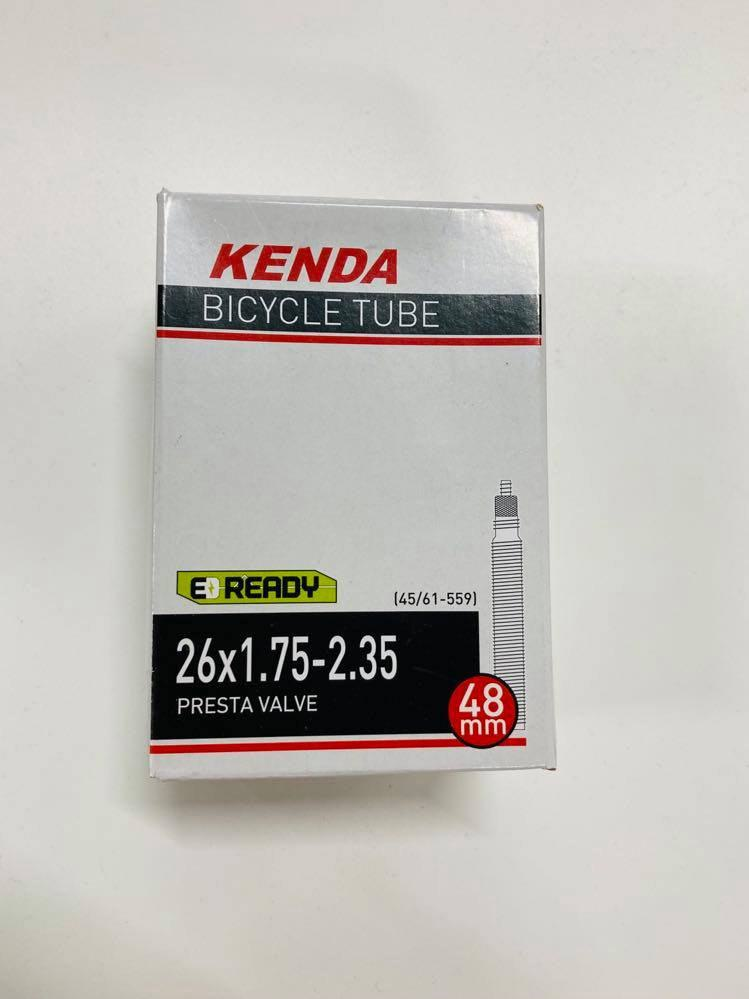 KENDA
BICYCLE TUBE
E READY
(45/61-559)
26x1.75-2.35
PRESTA VALVE
48
mm